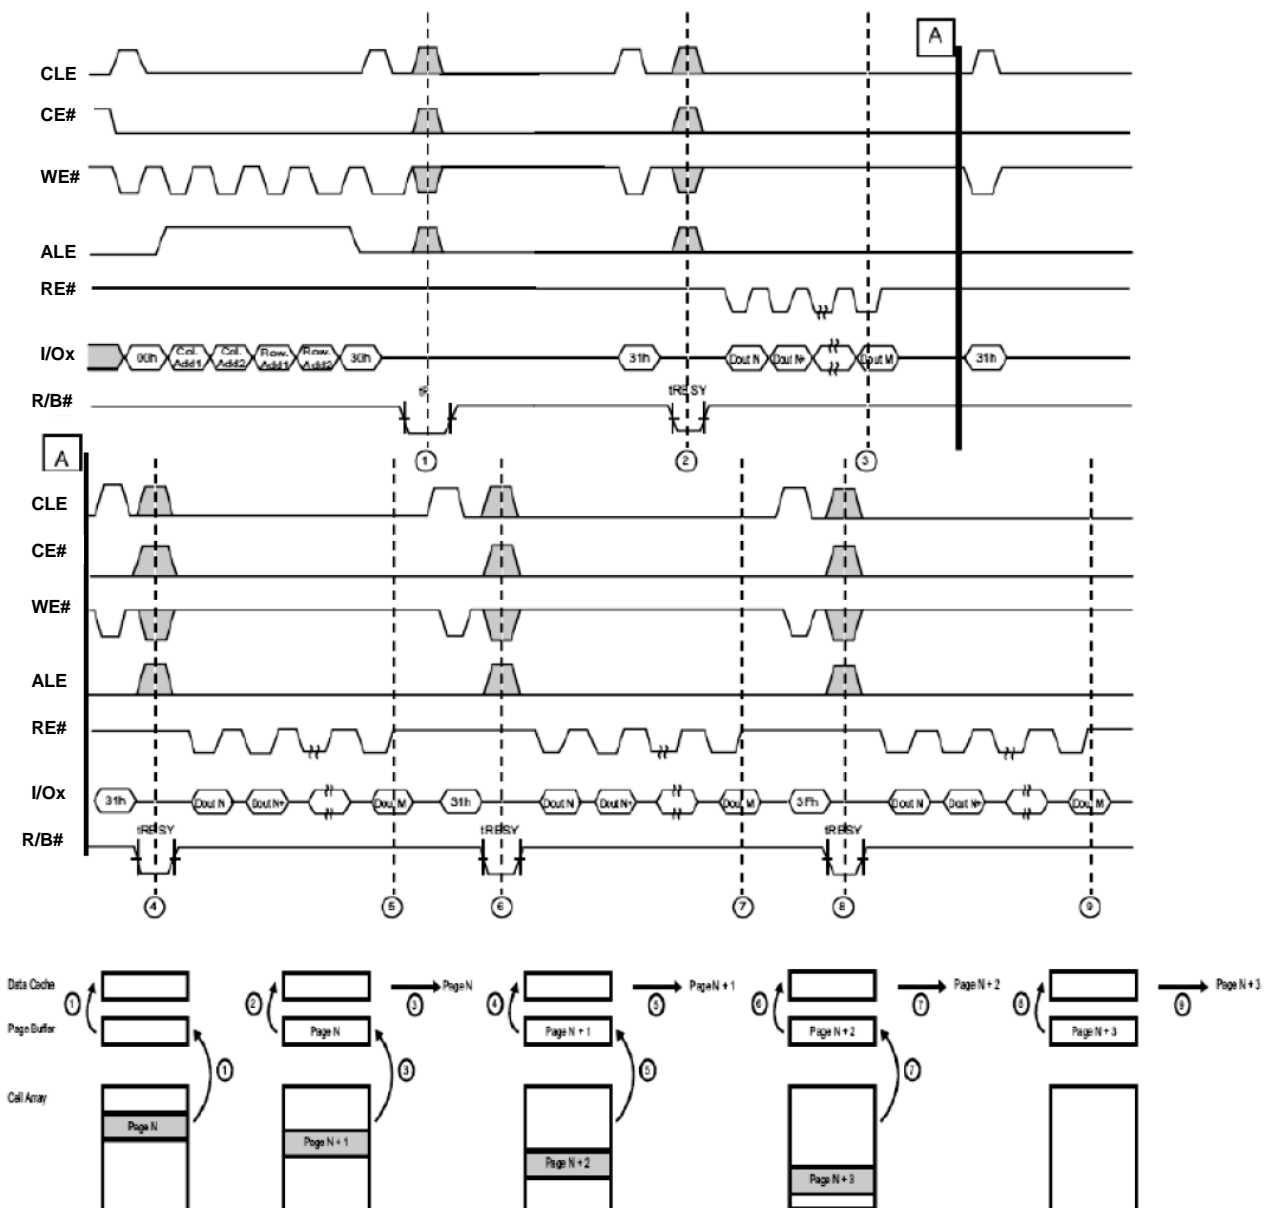 A
CLE
CE#
WE#
ALE
RE#
I/Ox 00h Col. Add1 Col. Add2 Row. Add1 Row. Add2 30h 31h Dout N Dout N+ Dout M 31h
R/B# tR tRBSY
1 2 3
A
CLE
CE#
WE#
ALE
RE#
I/Ox 31h Dout N Dout N+ Dout M 31h Dout N Dout N+ Dout M 3Fh Dout N Dout N+ Dout M
R/B# tRBSY tRBSY tRBSY
4 5 6 7 8 9
Data Cache 1 2 3 Page N 4 5 Page N + 1 6 7 Page N + 2 8 9 Page N + 3
Page Buffer Page N Page N + 1 Page N + 2 Page N + 3
1 3 5 7
Cell Array
Page N
Page N + 1
Page N + 2
Page N + 3